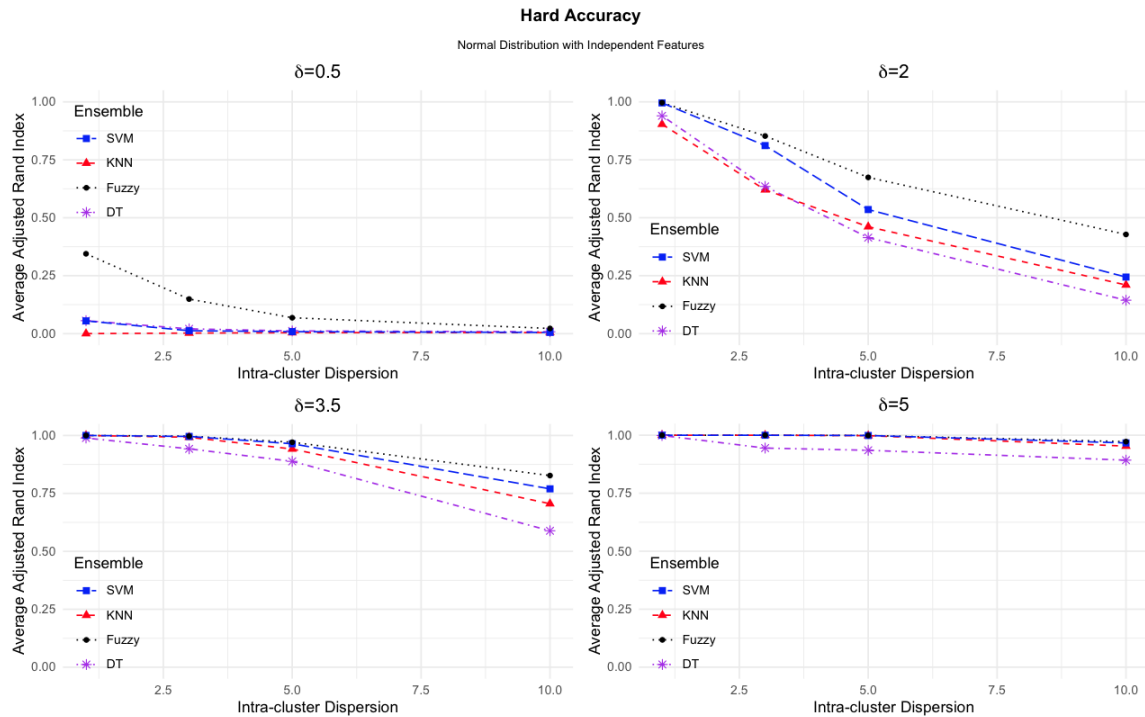 Hard Accuracy
Normal Distribution with Independent Features
δ=0.5
Average Adjusted Rand Index
1.00
0.75
0.50
0.25
0.00
Ensemble
SVM
KNN
Fuzzy
DT
2.5 5.0 7.5 10.0
Intra-cluster Dispersion
δ=2
Average Adjusted Rand Index
1.00
0.75
0.50
0.25
0.00
Ensemble
SVM
KNN
Fuzzy
DT
2.5 5.0 7.5 10.0
Intra-cluster Dispersion
δ=3.5
Average Adjusted Rand Index
1.00
0.75
0.50
0.25
0.00
Ensemble
SVM
KNN
Fuzzy
DT
2.5 5.0 7.5 10.0
Intra-cluster Dispersion
δ=5
Average Adjusted Rand Index
1.00
0.75
0.50
0.25
0.00
Ensemble
SVM
KNN
Fuzzy
DT
2.5 5.0 7.5 10.0
Intra-cluster Dispersion